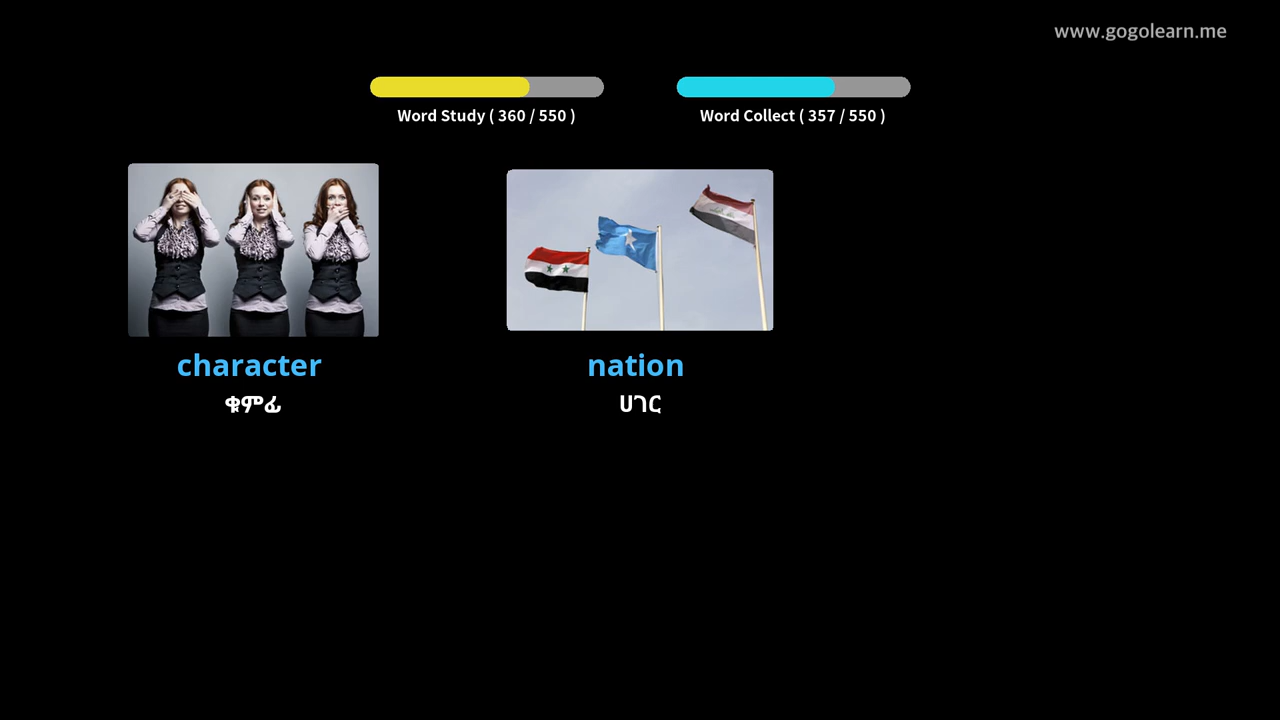 www.gogolearn.me
Word Study ( 360 / 550 )
Word Collect ( 357 / 550 )
character
ቁምፊ
nation
ሀገር